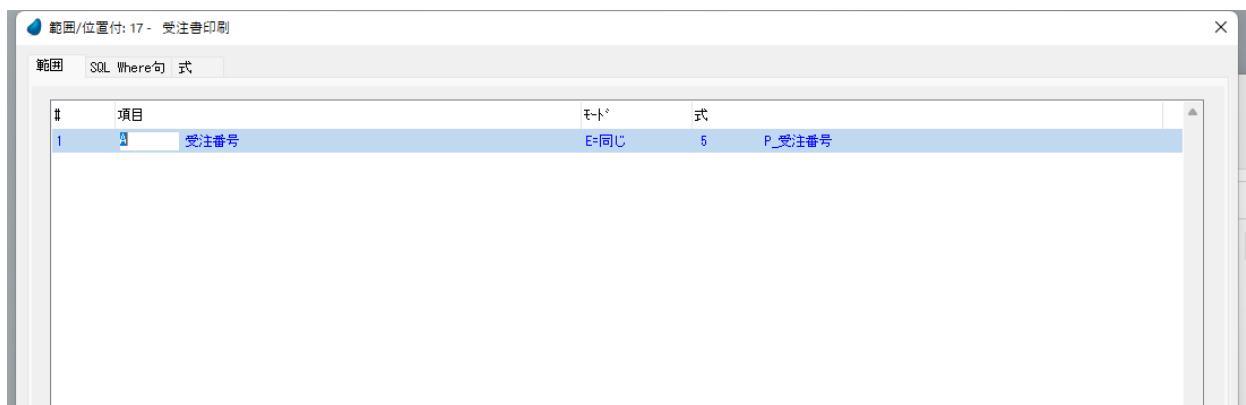 範囲/位置付: 17 - 受注書印刷
範囲 SQL Where句 式
# 項目 ﾓｰﾄﾞ 式
1 A 受注番号 E=同じ 5 P_受注番号